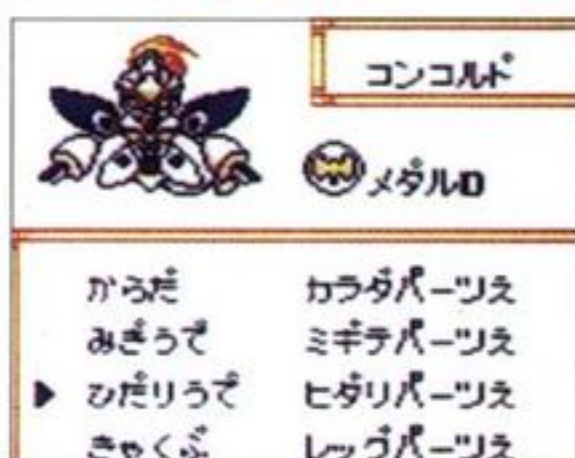 コンコルド
メダルD
からだ カラダパーツえ
みぎうで ミギテパーツえ
ひだりうで ヒダリパーツえ
きゃくぶ レッグパーツえ